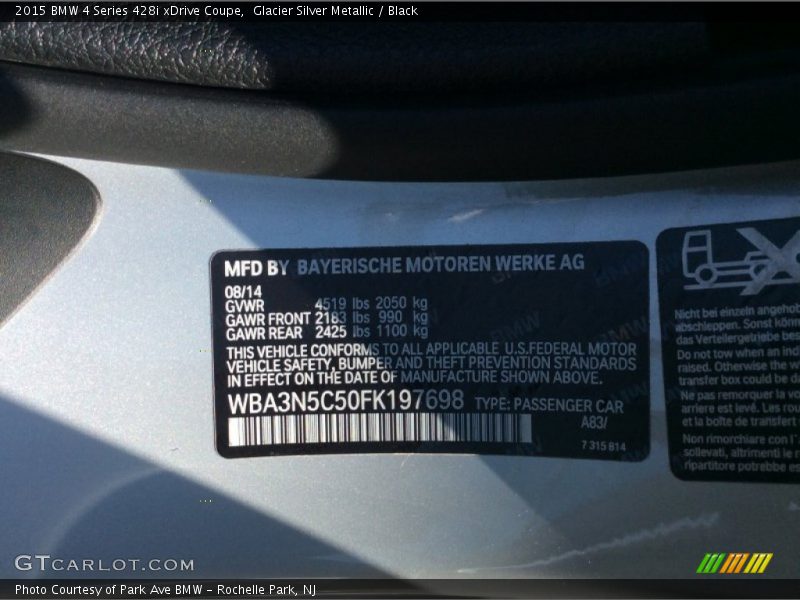 2015 BMW 4 Series 428i xDrive Coupe,  Glacier Silver Metallic / Black
MFD BY BAYERISCHE MOTOREN WERKE AG
08/14
GVWR 4519 lbs 2050 kg
GAWR FRONT 2183 lbs 990 kg
GAWR REAR 2425 lbs 1100 kg
THIS VEHICLE CONFORMS TO ALL APPLICABLE U.S.FEDERAL MOTOR
VEHICLE SAFETY, BUMPER AND THEFT PREVENTION STANDARDS
IN EFFECT ON THE DATE OF MANUFACTURE SHOWN ABOVE.
WBA3N5C50FK197698 TYPE: PASSENGER CAR
A83/
7 315 814
Nicht bei einzeln angehob
abschleppen. Sonst könn
das Verteilergetriebe bes
Do not tow when an ind
raised. Otherwise the w
transfer box could be da
Ne pas remorquer la vo
arriere est levé. Les rou
et la boîte de transfert
Non rimorchiare con l'
sollevati, altrimenti le r
ripartitore potrebbe es
GTCARLOT.COM
Photo Courtesy of Park Ave BMW – Rochelle Park, NJ